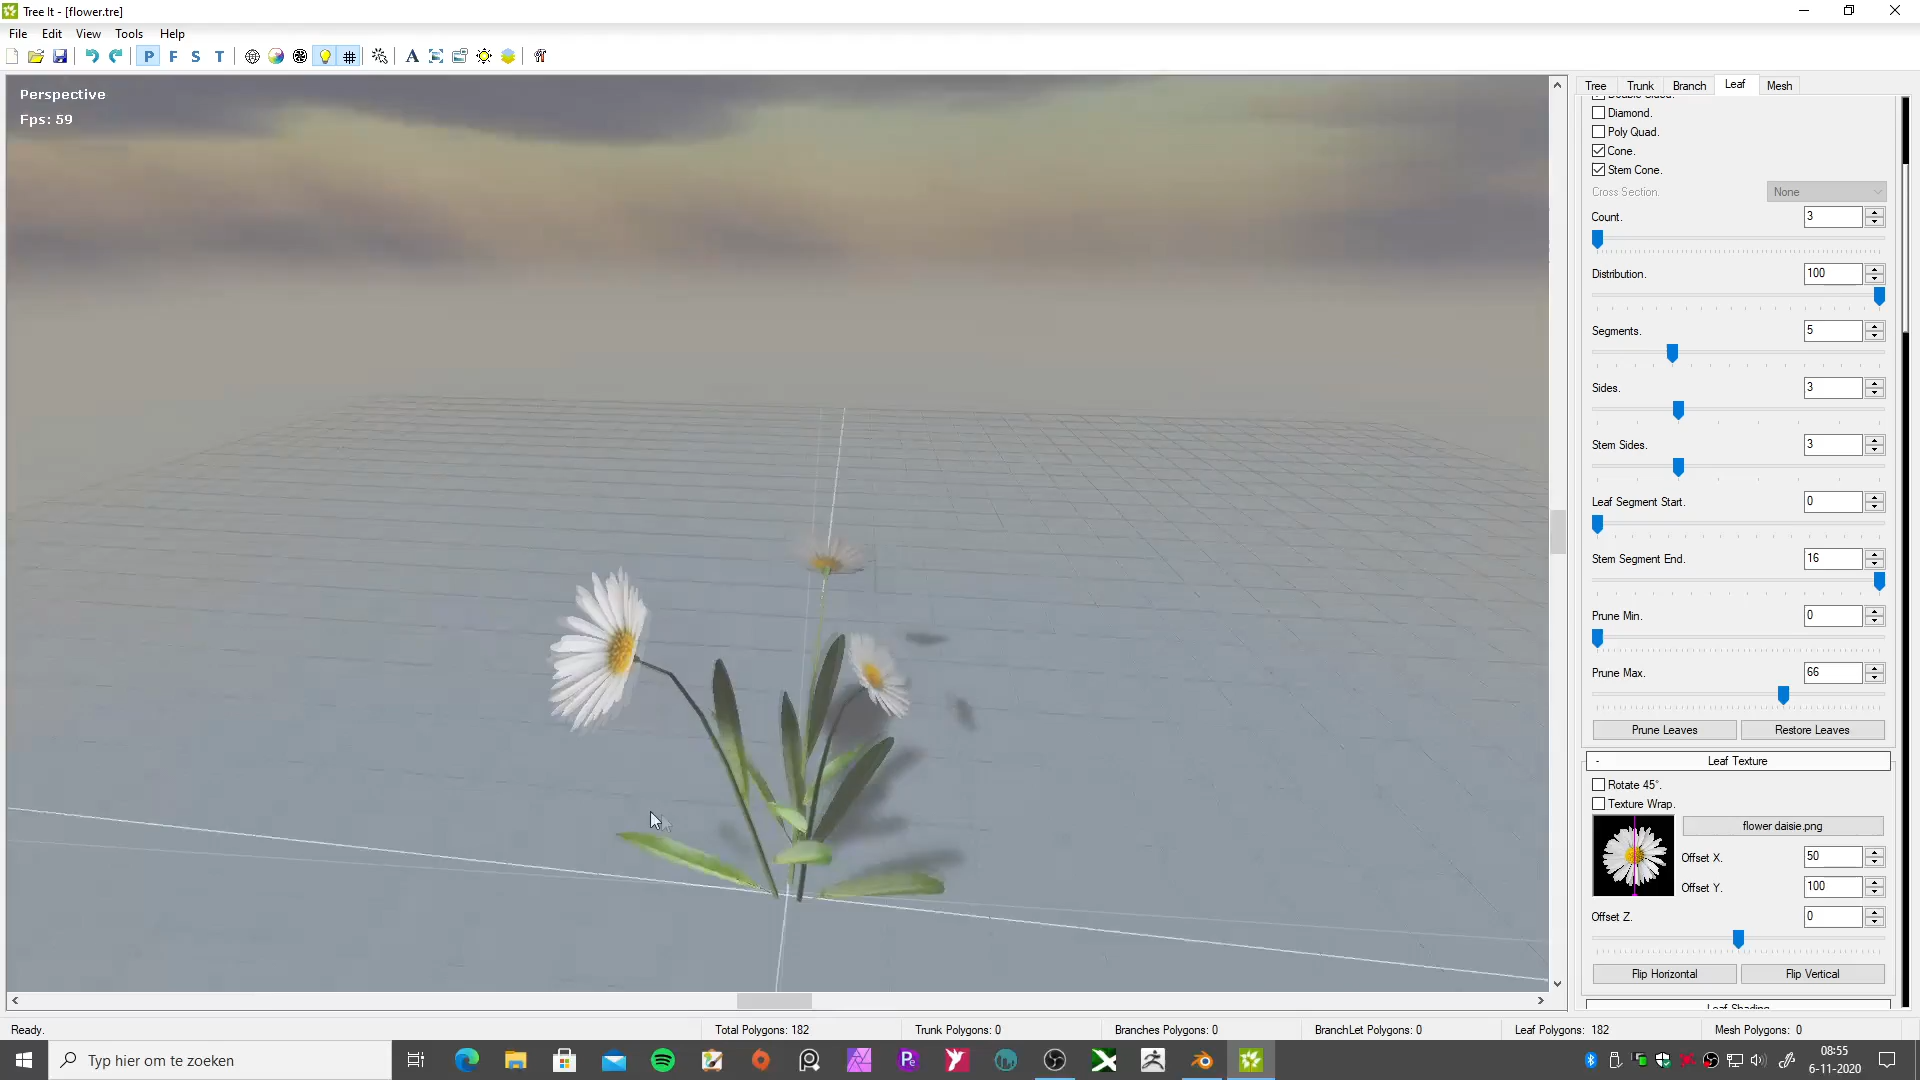 Tree It - [flower.tre]
File Edit View Tools Help
P F S T A
Perspective
Fps: 59
Tree Trunk Branch Leaf Mesh
Double Sided.
Diamond.
Poly Quad.
Cone.
Stem Cone.
Cross Section. None
Count. 3
Distribution. 100
Segments. 5
Sides. 3
Stem Sides. 3
Leaf Segment Start. 0
Stem Segment End. 16
Prune Min. 0
Prune Max. 66
Prune Leaves Restore Leaves
- Leaf Texture
Rotate 45°.
Texture Wrap.
flower daisie.png
Offset X. 50
Offset Y. 100
Offset Z. 0
Flip Horizontal Flip Vertical
Leaf Shading
Ready. Total Polygons: 182 Trunk Polygons: 0 Branches Polygons: 0 BranchLet Polygons: 0 Leaf Polygons: 182 Mesh Polygons: 0
Typ hier om te zoeken
08:55
6-11-2020